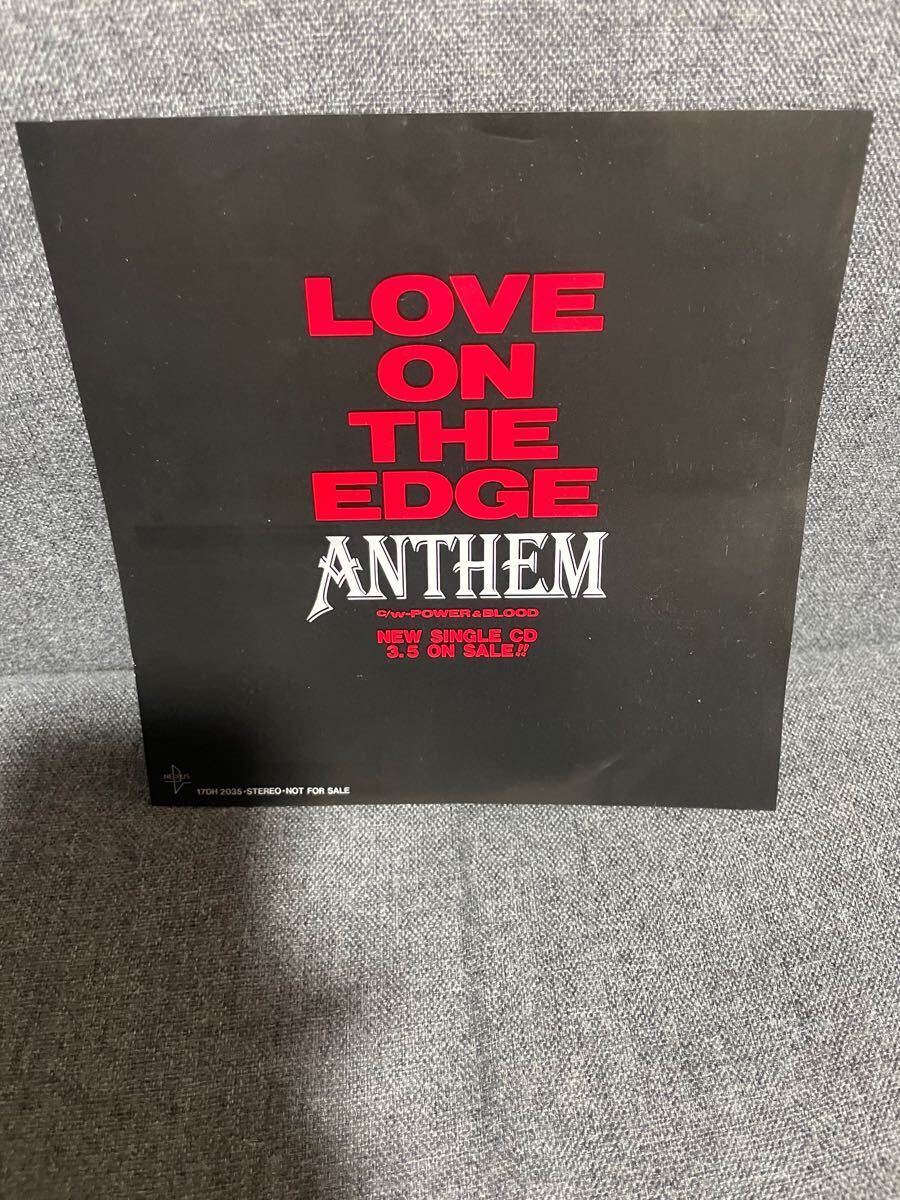 LOVE
ON
THE
EDGE
ANTHEM
c/w-POWER & BLOOD
NEW SINGLE CD
3.5 ON SALE!!
NEXUS
17DH 2035・STEREO・NOT FOR SALE